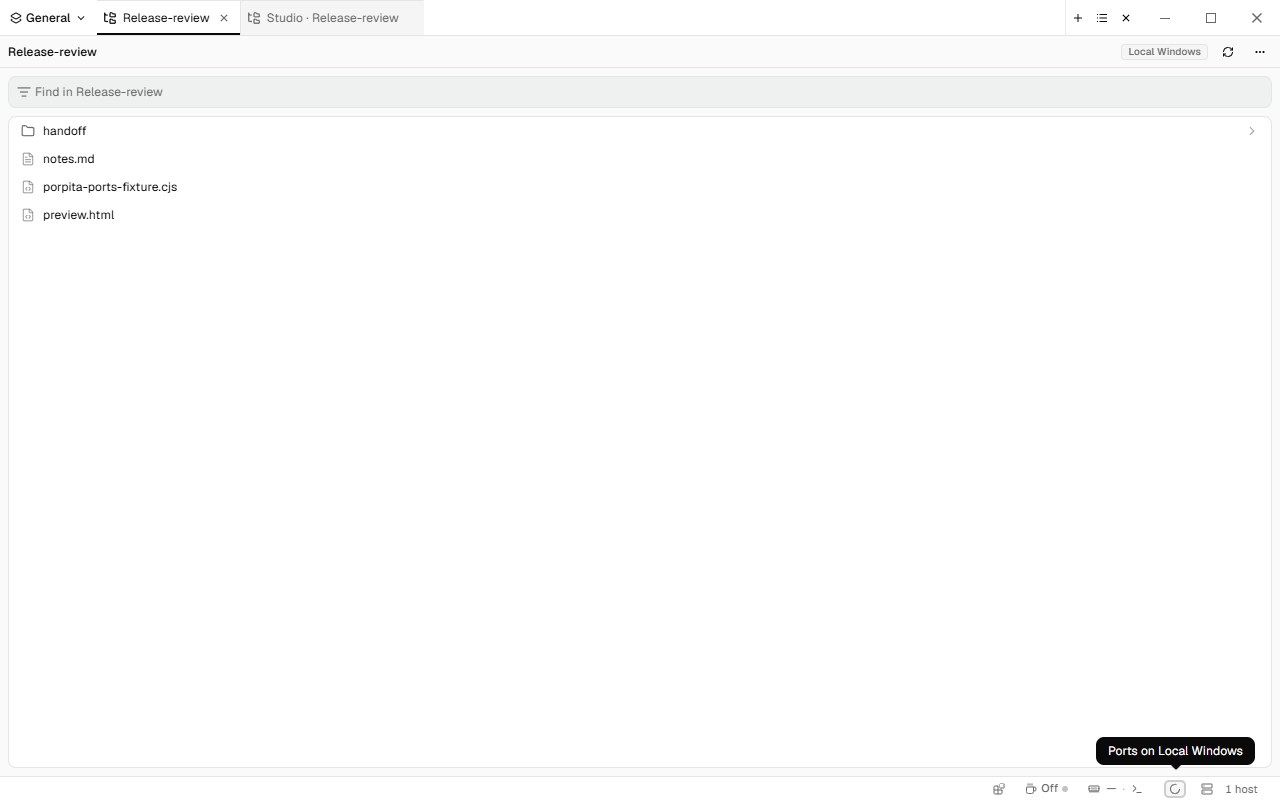 General
Release-review
Studio · Release-review
Release-review
Local Windows
Find in Release-review
handoff
notes.md
porpita-ports-fixture.cjs
preview.html
Ports on Local Windows
Off
— ·
1 host